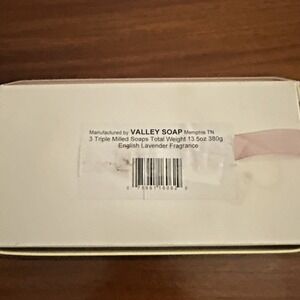 Manufactured by VALLEY SOAP Memphis TN
3 Triple Milled Soaps Total Weight 13.5oz 380g
English Lavender Fragrance